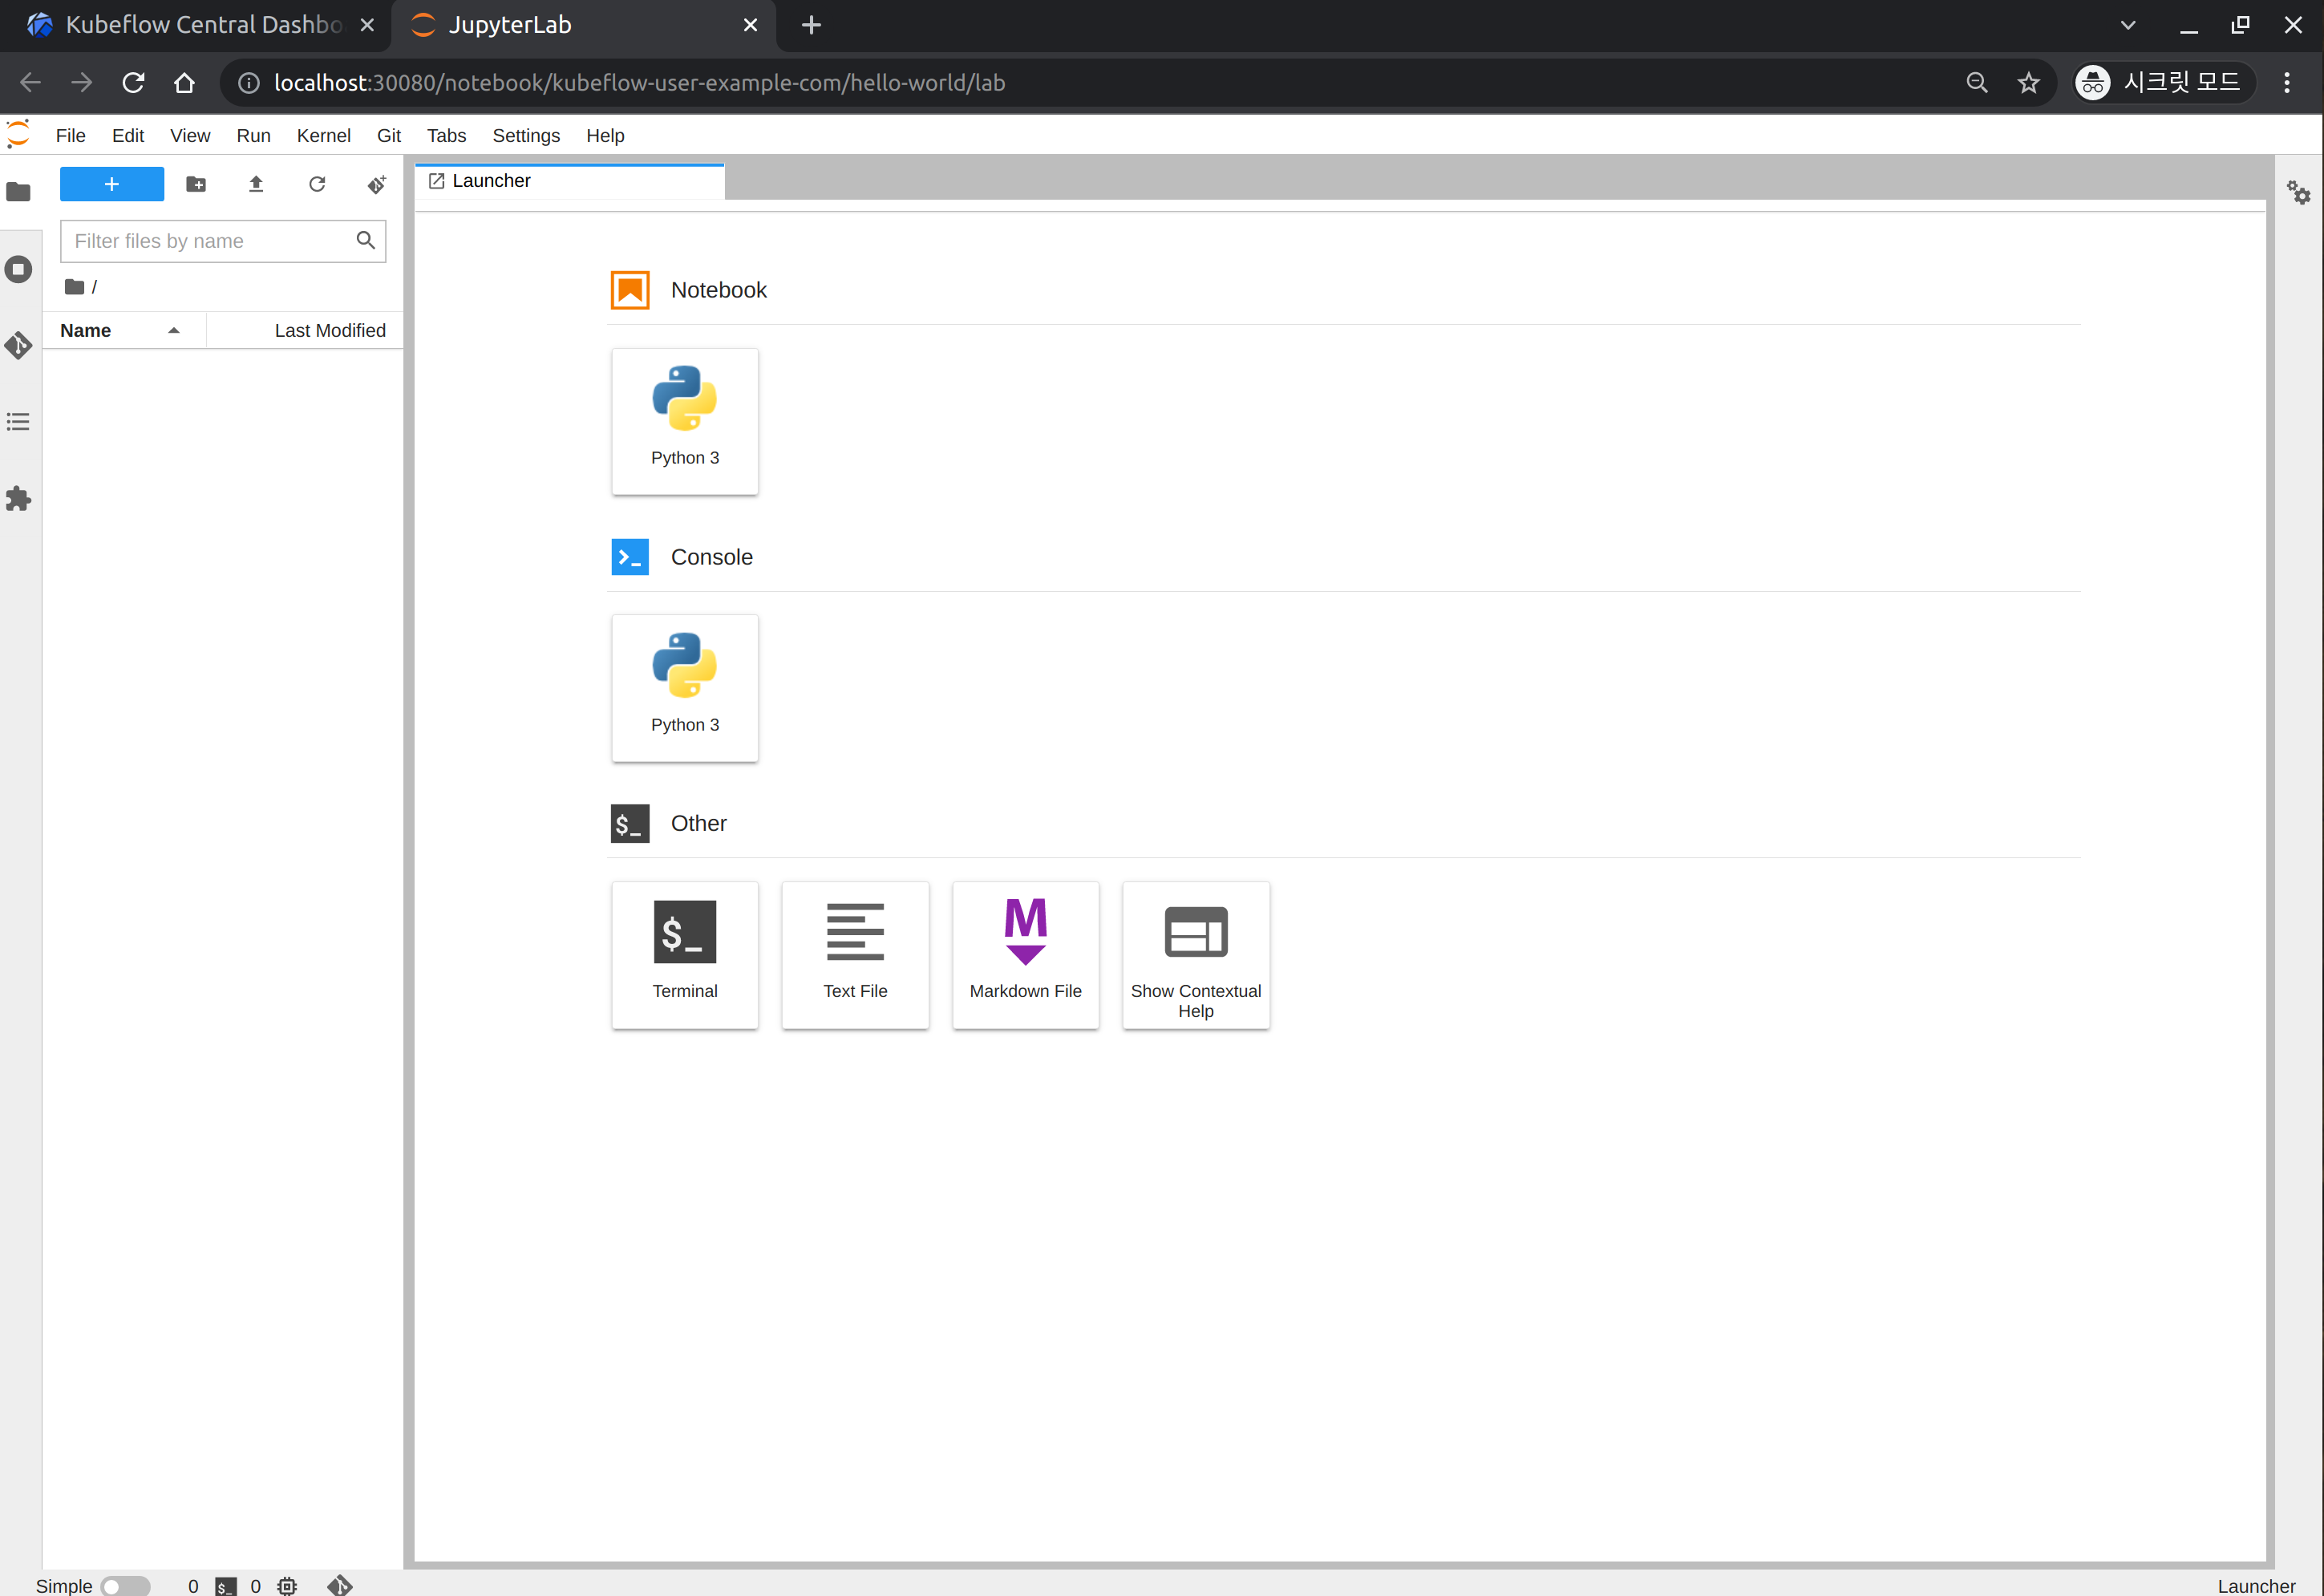 Kubeflow Central Dashbo
JupyterLab
localhost:30080/notebook/kubeflow-user-example-com/hello-world/lab
시크릿 모드
File Edit View Run Kernel Git Tabs Settings Help
Launcher
Filter files by name
/
Name Last Modified
Notebook
Python 3
Console
Python 3
$_ Other
$_
Terminal
Text File
M
Markdown File
Show Contextual
Help
Simple 0 $_ 0
Launcher